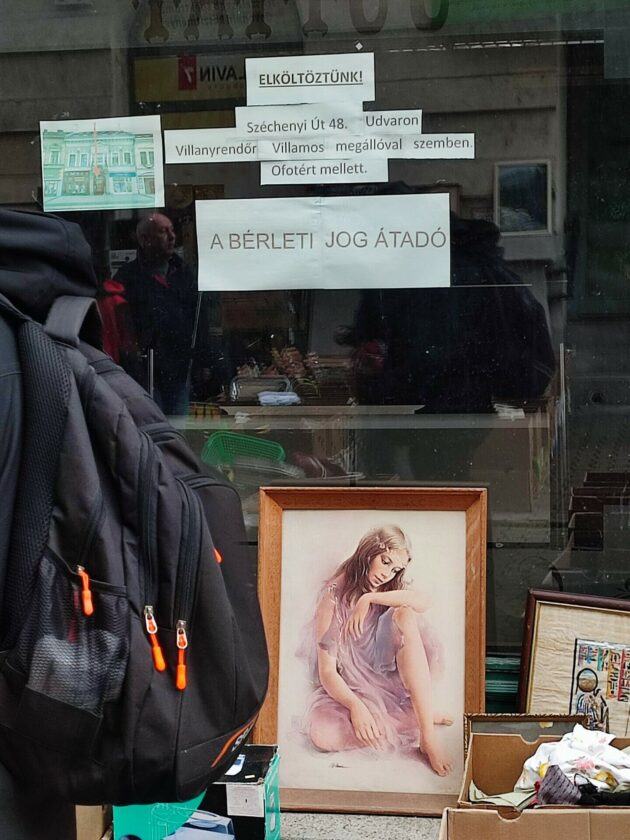 ELKÖLTÖZTÜNK!
Széchenyi Út 48. Udvaron
Villanyrendőr Villamos megállóval szemben.
Ofotért mellett.
A BÉRLETI JOG ÁTADÓ